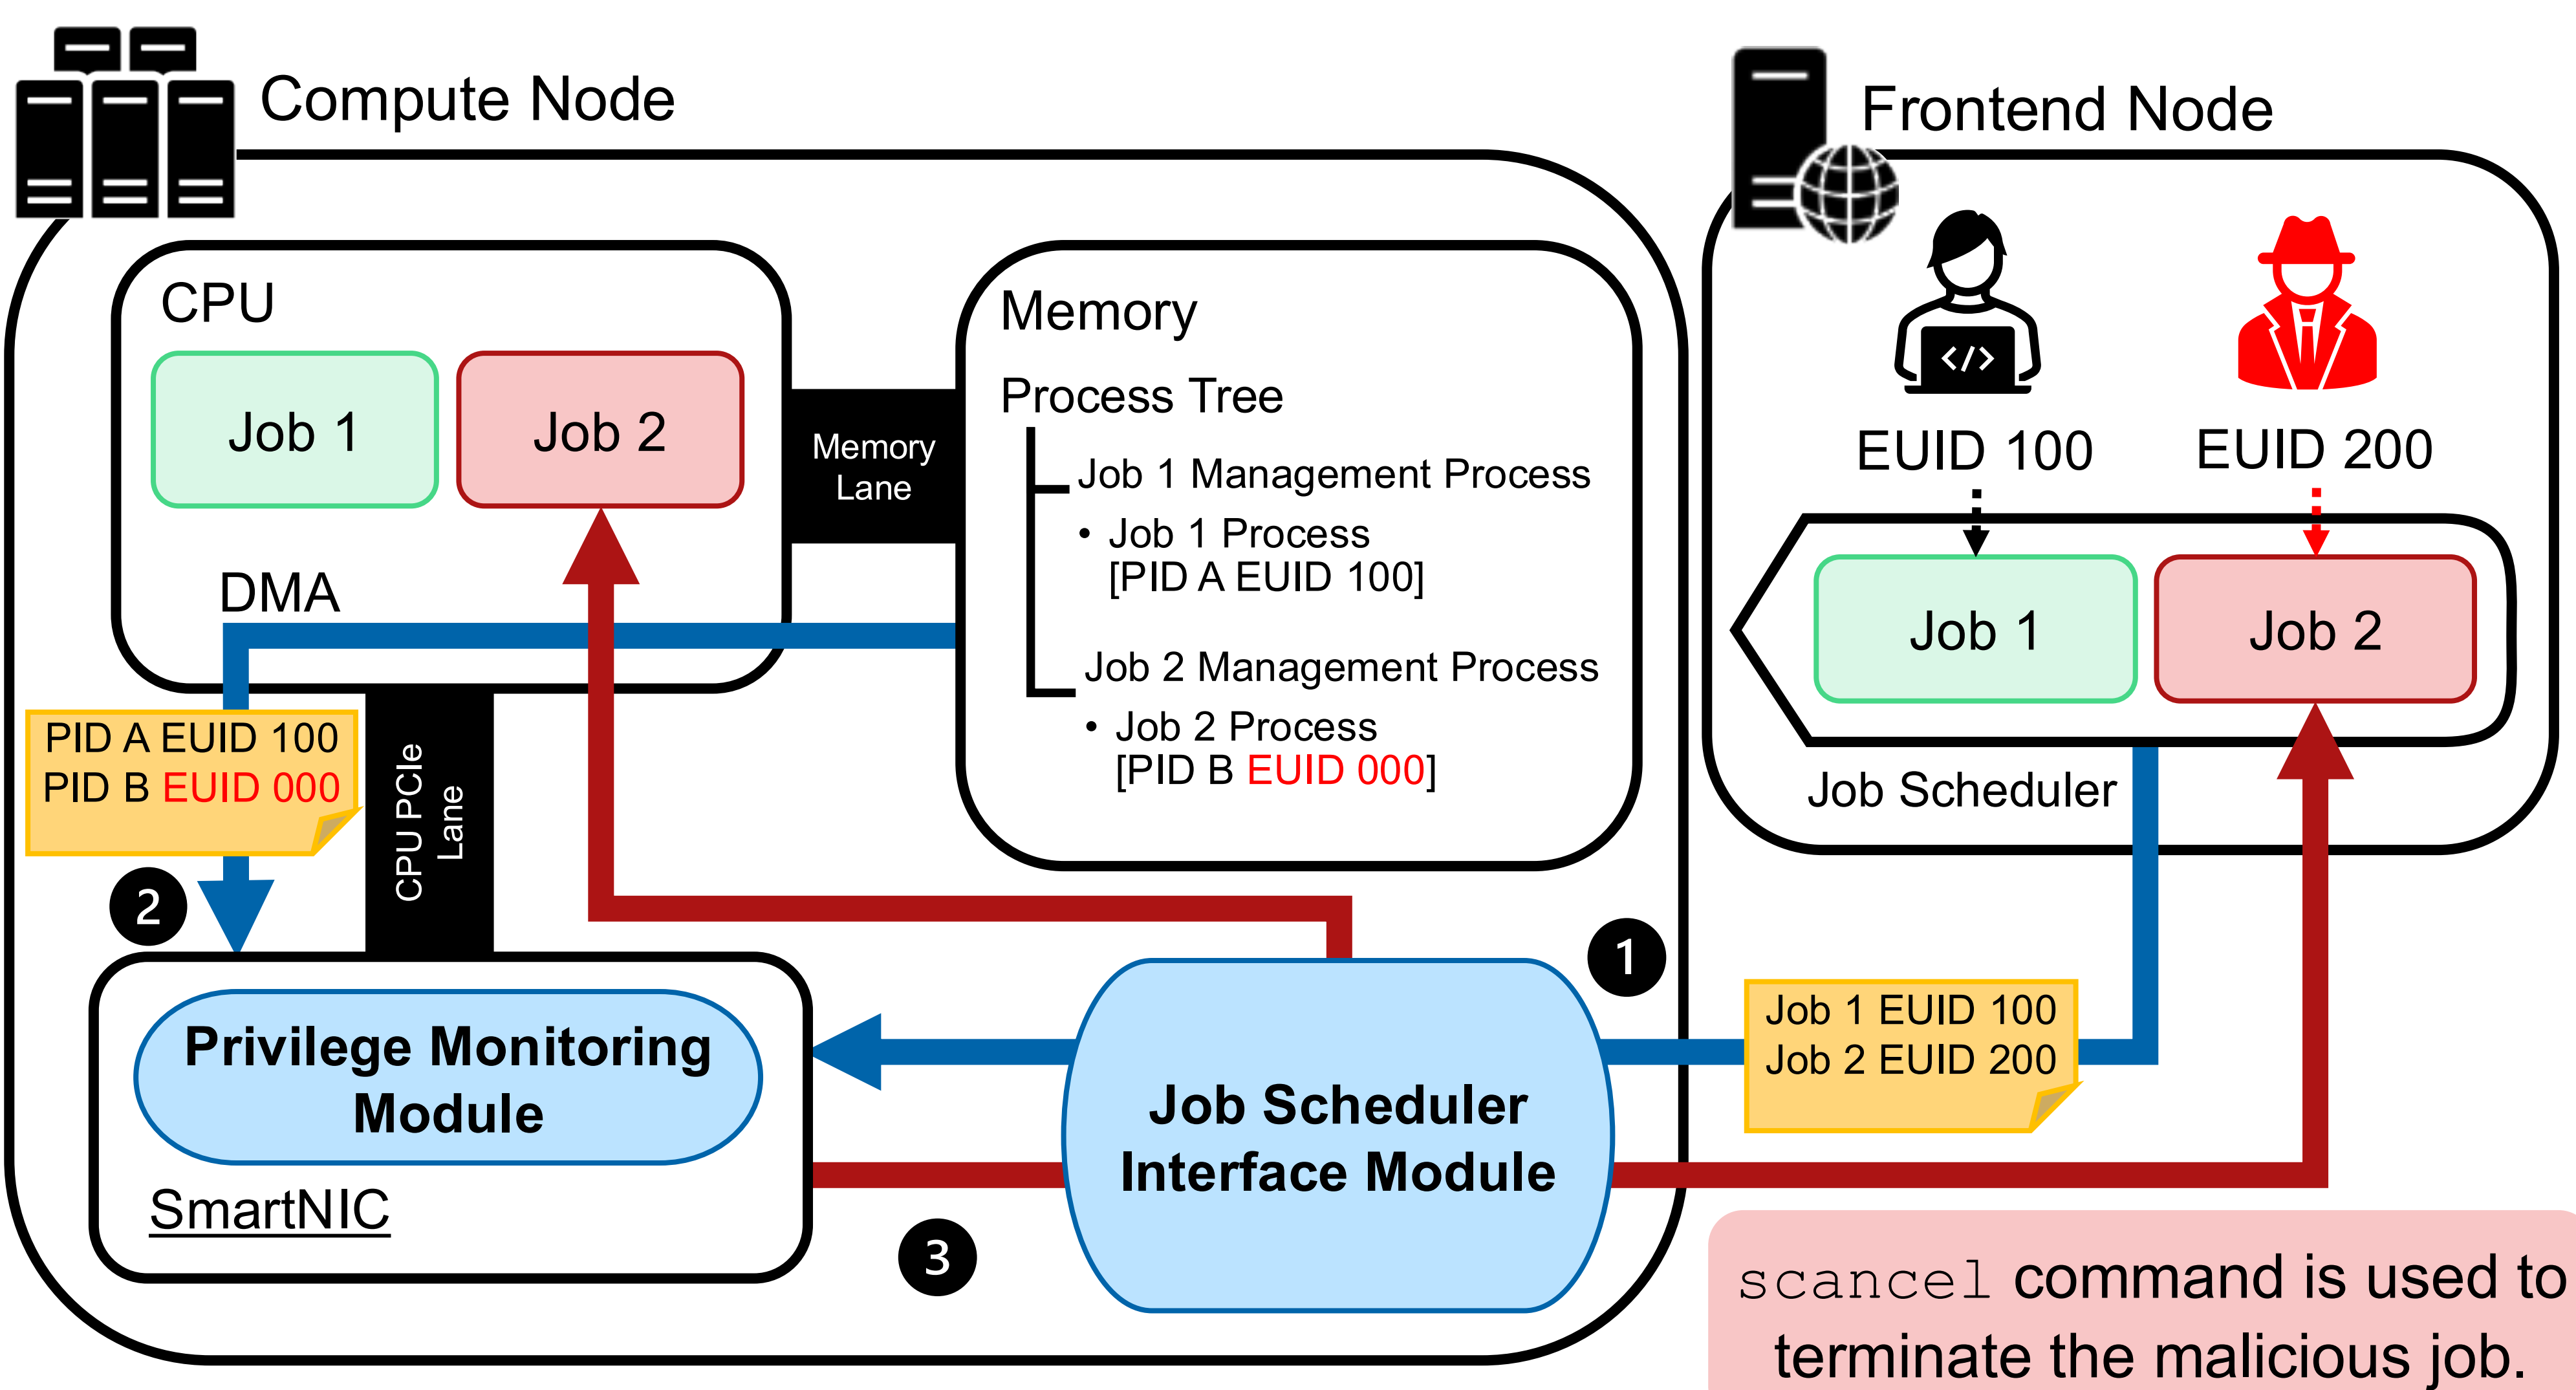 Compute Node
Frontend Node
CPU
Job 1
Job 2
DMA
Memory
Lane
Memory
Process Tree
Job 1 Management Process
• Job 1 Process
[PID A EUID 100]
Job 2 Management Process
• Job 2 Process
[PID B EUID 000]
</>
EUID 100
EUID 200
Job 1
Job 2
Job Scheduler
PID A EUID 100
PID B EUID 000
CPU PCIe
Lane
2
1
Privilege Monitoring
Module
SmartNIC
3
Job Scheduler
Interface Module
Job 1 EUID 100
Job 2 EUID 200
scancel command is used to
terminate the malicious job.